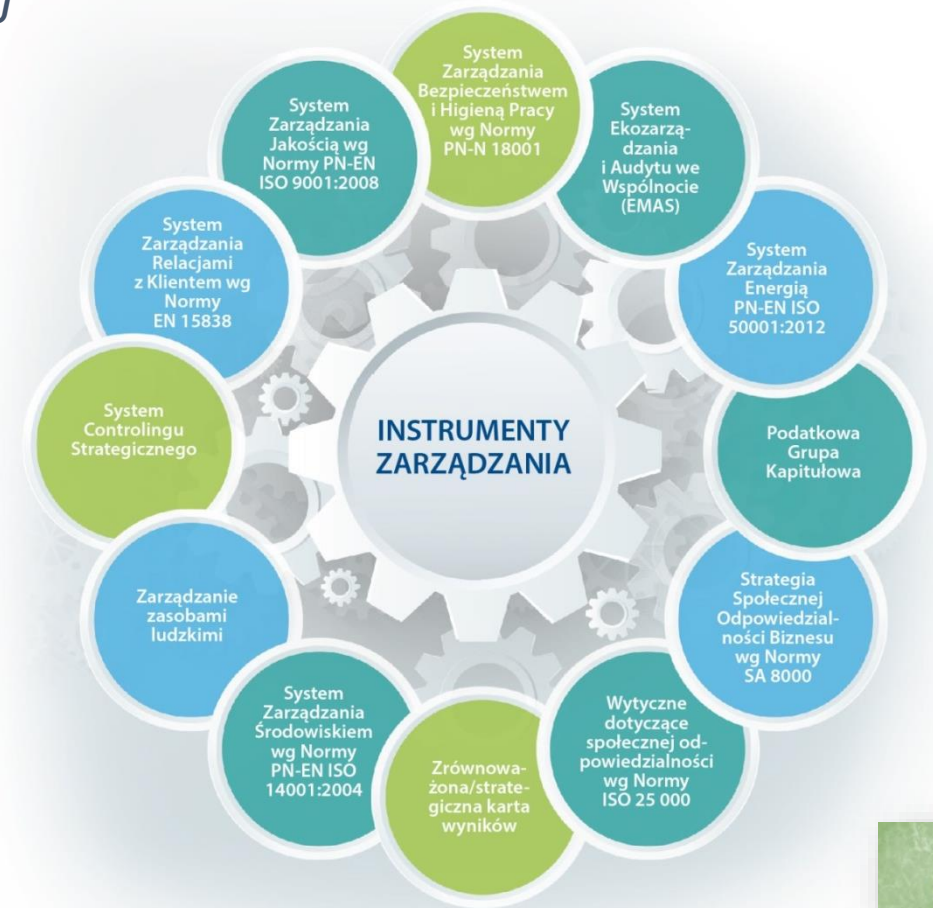 System
Zarządzania
Bezpieczeństwem
i Higieną Pracy
wg Normy
PN-N 18001
System
Ekozarzą-
dzania
i Audytu we
Wspólnocie
(EMAS)
System
Zarządzania
Energią
PN-EN ISO
50001:2012
Podatkowa
Grupa
Kapitułowa
Strategia
Społecznej
Odpowiedzial-
ności Biznesu
wg Normy
SA 8000
Wytyczne
dotyczące
społecznej od-
powiedzialności
wg Normy
ISO 25 000
Zrównowa-
żona/strate-
giczna karta
wyników
System
Zarządzania
Środowiskiem
wg Normy
PN-EN ISO
14001:2004
Zarządzanie
zasobami
ludzkimi
System
Controlingu
Strategicznego
System
Zarządzania
Relacjami
z Klientem wg
Normy
EN 15838
System
Zarządzania
Jakością wg
Normy PN-EN
ISO 9001:2008
INSTRUMENTY
ZARZĄDZANIA